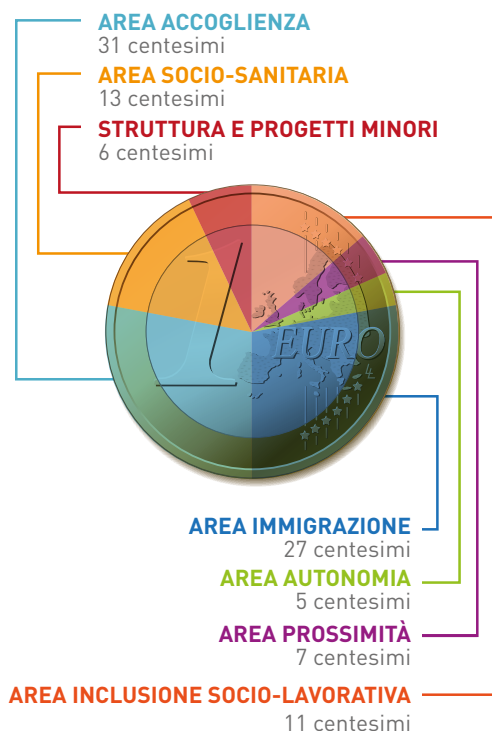 AREA ACCOGLIENZA
31 centesimi
AREA SOCIO-SANITARIA
13 centesimi
STRUTTURA E PROGETTI MINORI
6 centesimi
1
EURO
LL
AREA IMMIGRAZIONE
27 centesimi
AREA AUTONOMIA
5 centesimi
AREA PROSSIMITÀ
7 centesimi
AREA INCLUSIONE SOCIO-LAVORATIVA
11 centesimi